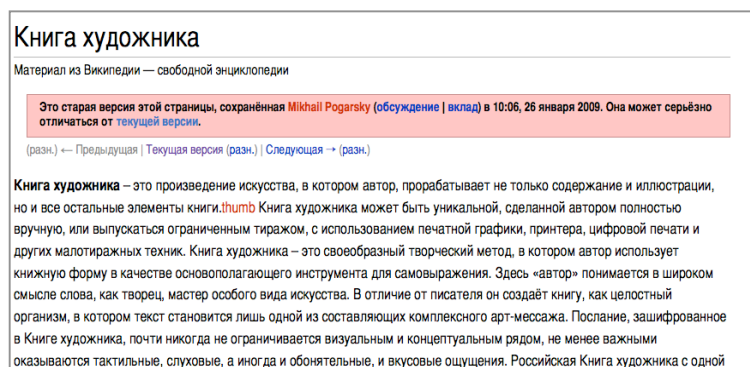 Книга художника
Материал из Википедии — свободной энциклопедии
Это старая версия этой страницы, сохранённая Mikhail Pogarsky (обсуждение | вклад) в 10:06, 26 января 2009. Она может серьёзно
отличаться от текущей версии.
(разн.) ← Предыдущая | Текущая версия (разн.) | Следующая → (разн.)
Книга художника – это произведение искусства, в котором автор, прорабатывает не только содержание и иллюстрации,
но и все остальные элементы книги.thumb Книга художника может быть уникальной, сделанной автором полностью
вручную, или выпускаться ограниченным тиражом, с использованием печатной графики, принтера, цифровой печати и
других малотиражных техник. Книга художника – это своеобразный творческий метод, в котором автор использует
книжную форму в качестве основополагающего инструмента для самовыражения. Здесь «автор» понимается в широком
смысле слова, как творец, мастер особого вида искусства. В отличие от писателя он создаёт книгу, как целостный
организм, в котором текст становится лишь одной из составляющих комплексного арт-мессажа. Послание, зашифрованное
в Книге художника, почти никогда не ограничивается визуальным и концептуальным рядом, не менее важными
оказываются тактильные, слуховые, а иногда и обонятельные, и вкусовые ощущения. Российская Книга художника с одной